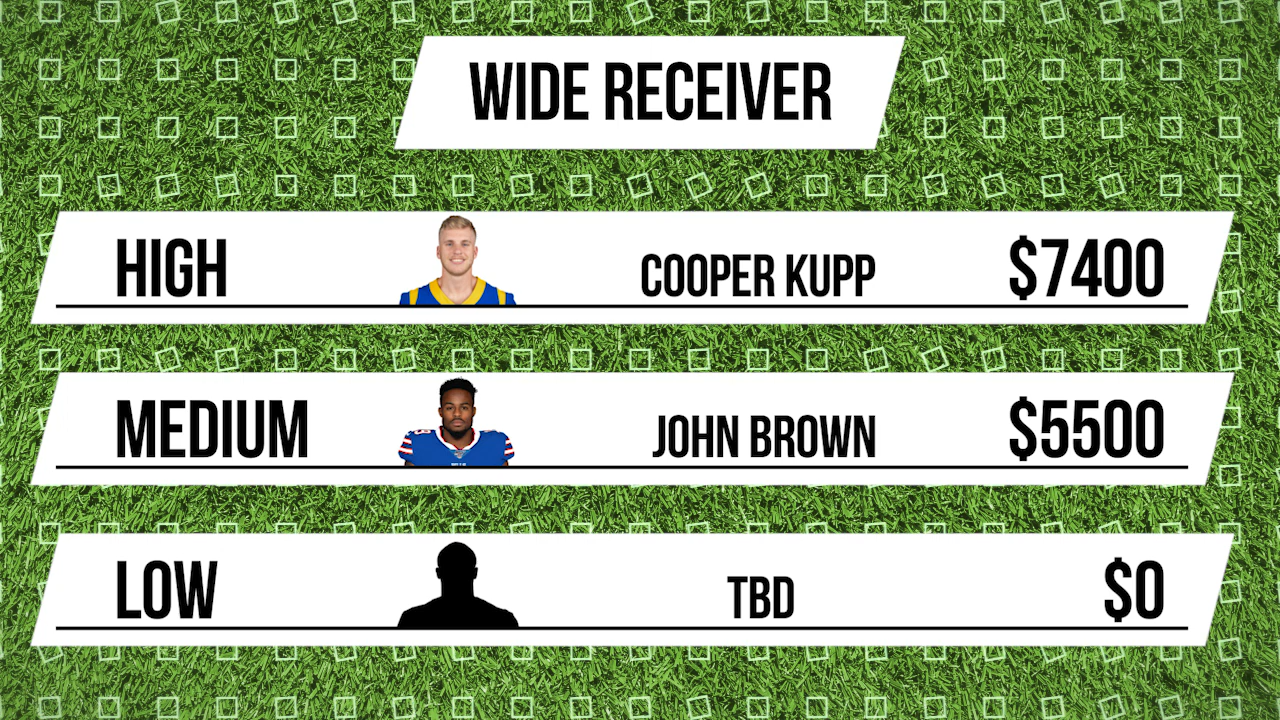 WIDE RECEIVER
HIGH COOPER KUPP $7400
MEDIUM JOHN BROWN $5500
LOW TBD $0